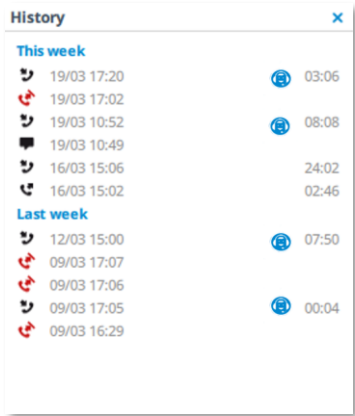 History
This week
19/03 17:20 03:06
19/03 17:02
19/03 10:52 08:08
19/03 10:49
16/03 15:06 24:02
16/03 15:02 02:46
Last week
12/03 15:00 07:50
09/03 17:07
09/03 17:06
09/03 17:05 00:04
09/03 16:29